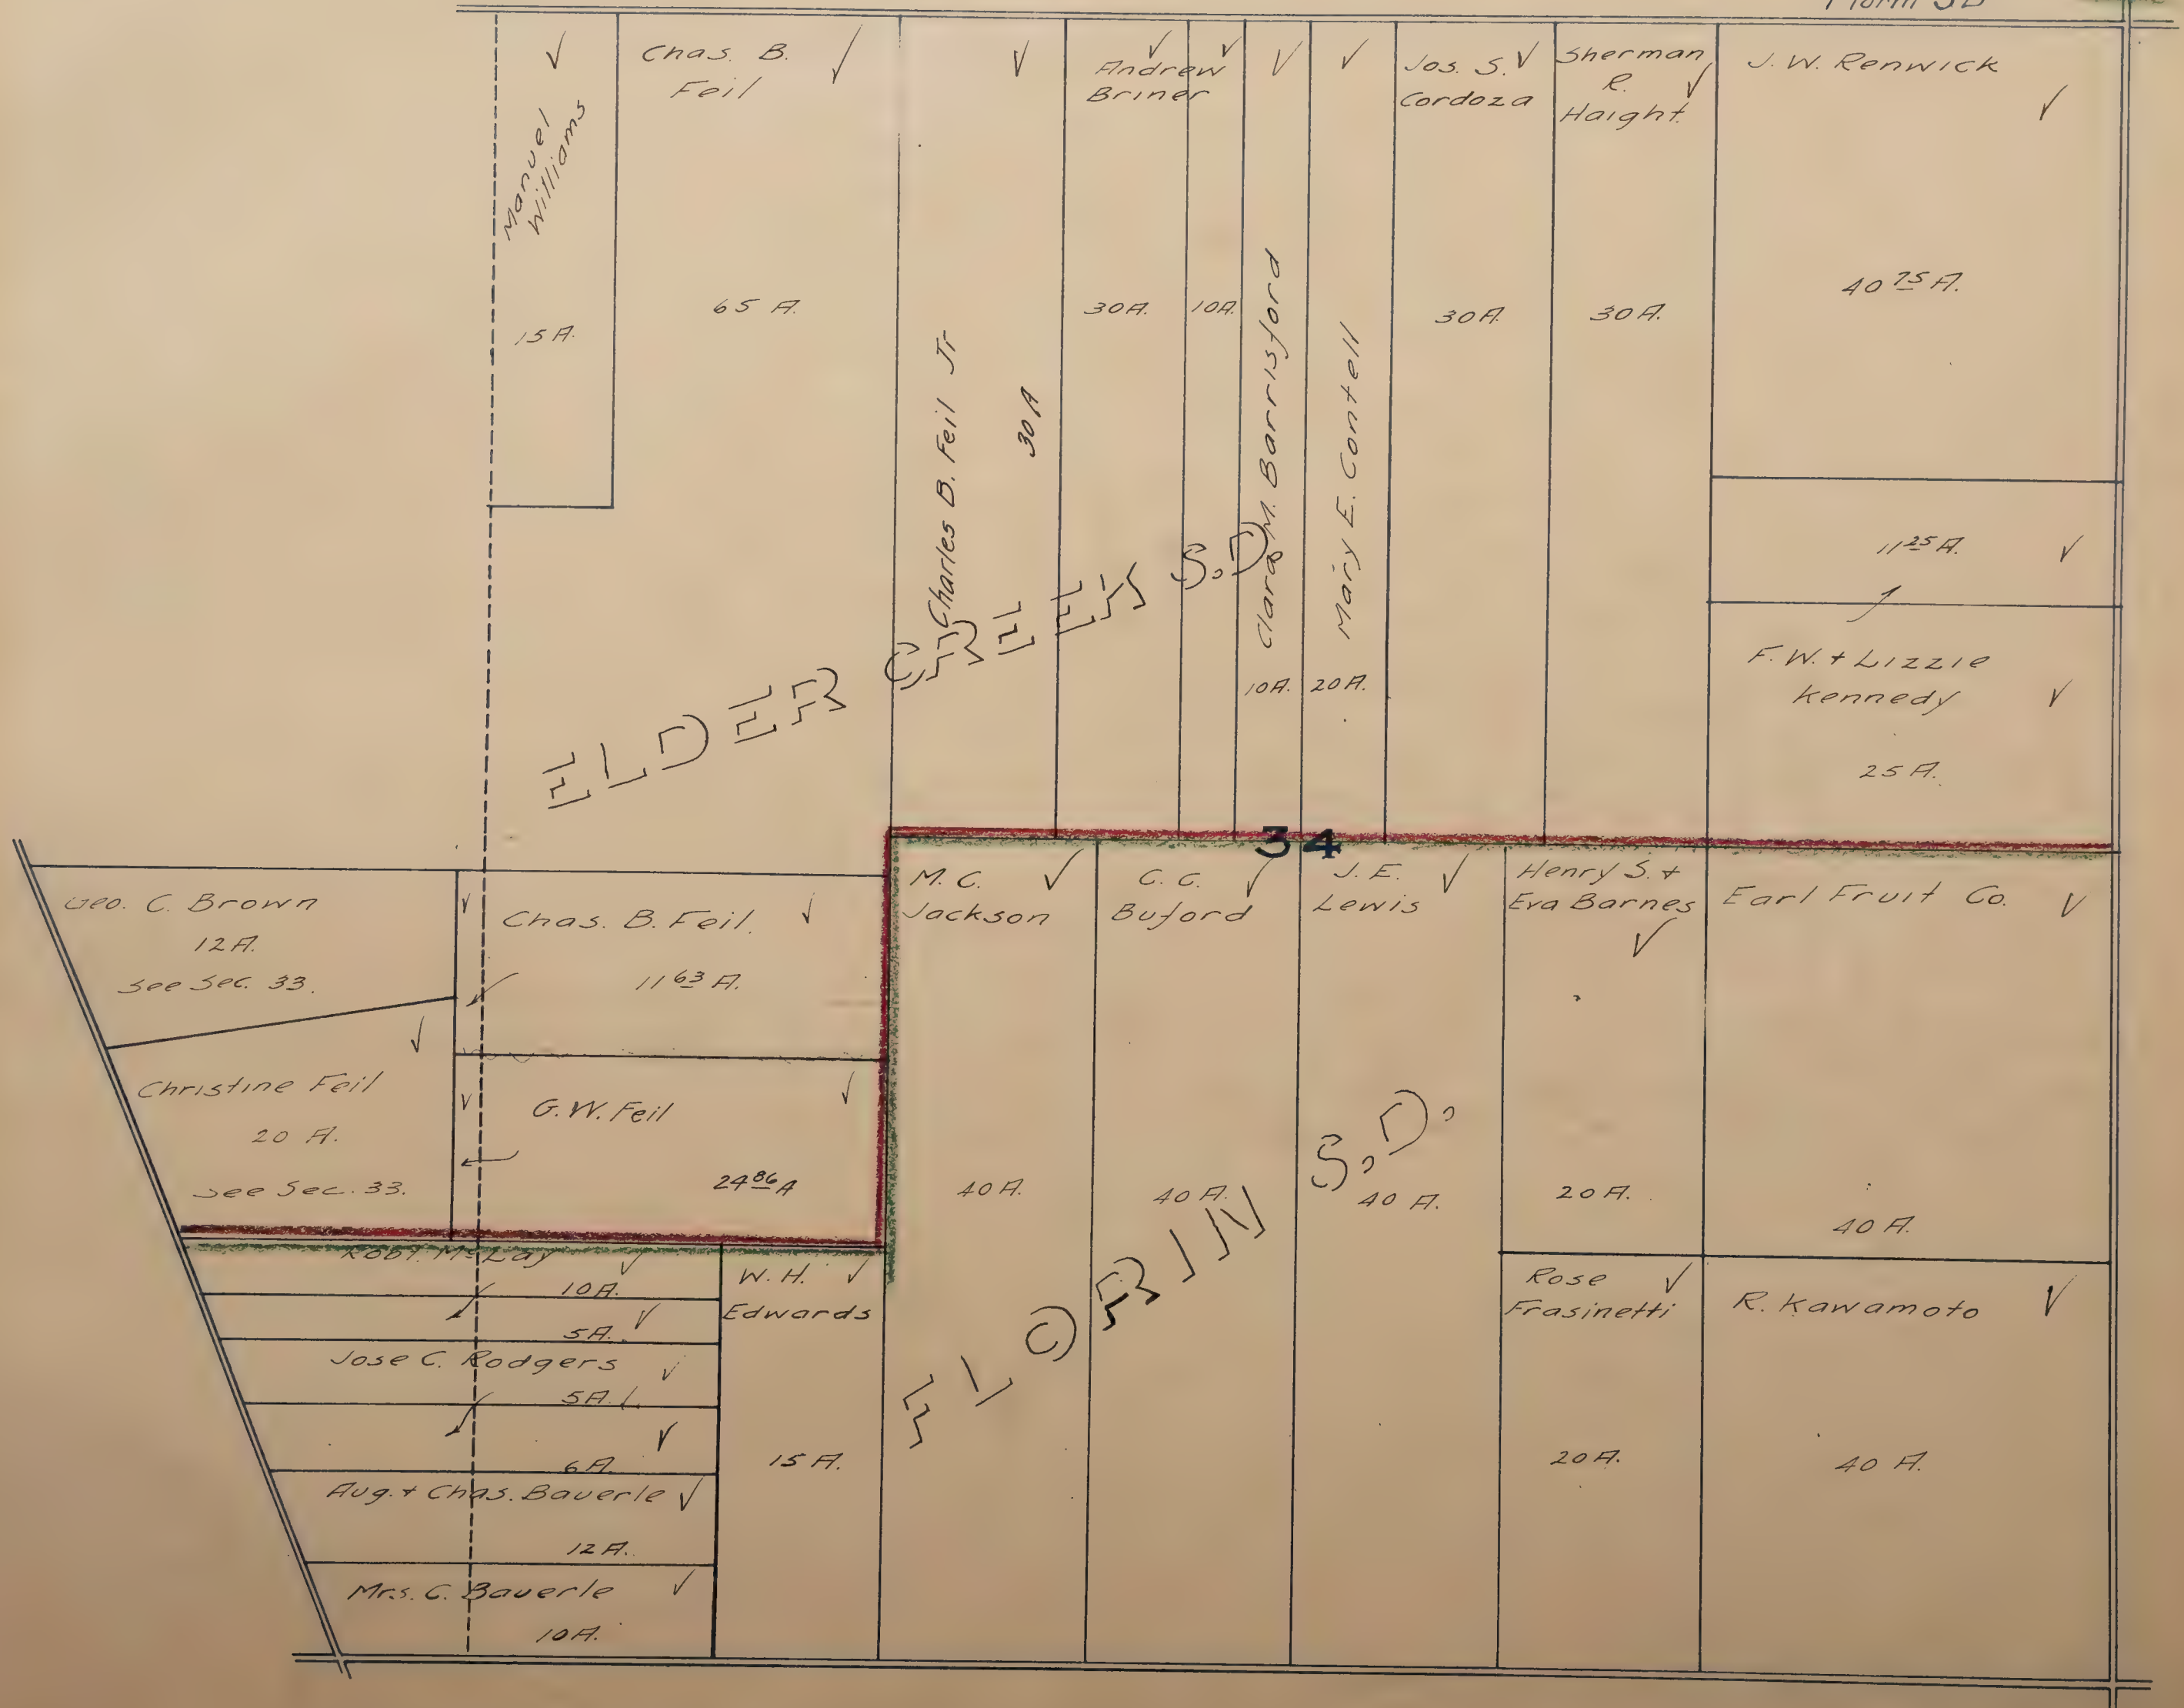 Manuel
Williams
15 A.
Chas. B.
Feil
65 A.
Charles B. Feil Jr
30 A
Andrew
Briner
30 A.
10 A.
Clara M. Barrisford
10 A.
Mary E. Contell
20 A.
Jos. S.
Cordoza
30 A.
Sherman
R.
Haight
30 A.
J. W. Renwick
40 75 A.
11 25 A.
F. W. + Lizzie
Kennedy
25 A.
ELDER CREEK S.D.
34
Geo. C. Brown
12 A.
See Sec. 33.
Chas. B. Feil.
11 63 A.
Christine Feil
20 A.
See Sec. 33.
G. W. Feil
24 86 A
M. C.
Jackson
40 A.
C. C.
Buford
40 A.
J. E.
Lewis
40 A.
Henry S. +
Eva Barnes
20 A.
Earl Fruit Co.
40 A.
FLORIN S.D.
Robt. McLay
10 A.
5 A.
Jose C. Rodgers
5 A.
6 A.
Aug. + Chas. Bauerle
12 A.
Mrs. C. Bauerle
10 A.
W. H.
Edwards
15 A.
Rose
Frasinetti
20 A.
R. Kawamoto
40 A.